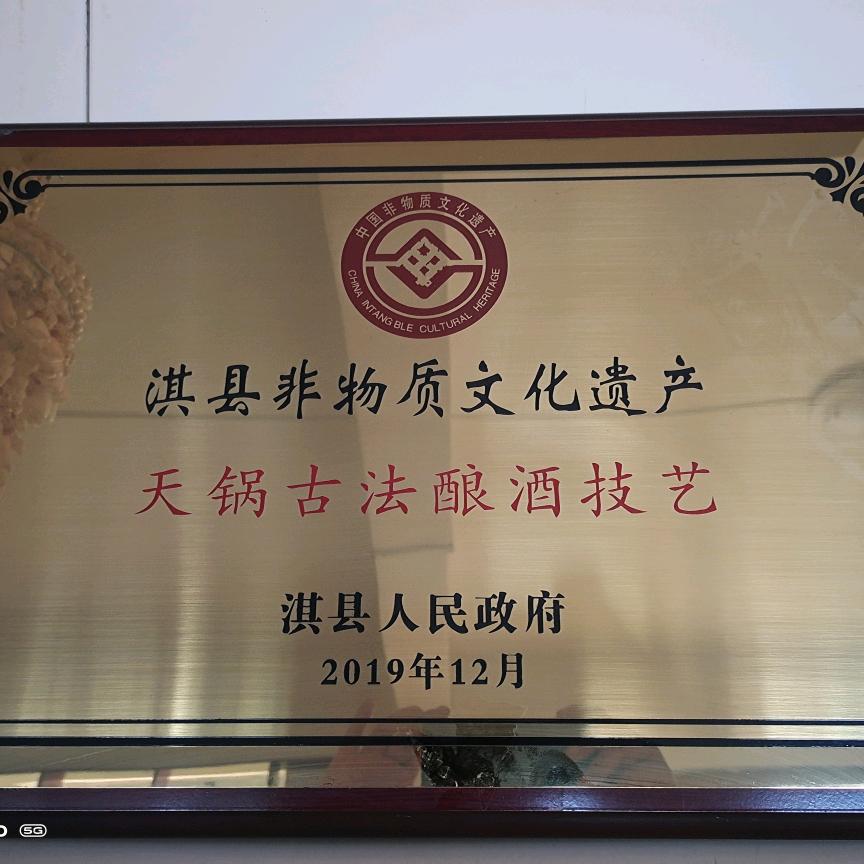 中国非物质文化遗产
CHINA INTANGIBLE CULTURAL HERITAGE
淇县非物质文化遗产
天锅古法酿酒技艺
淇县人民政府
2019年12月
5G